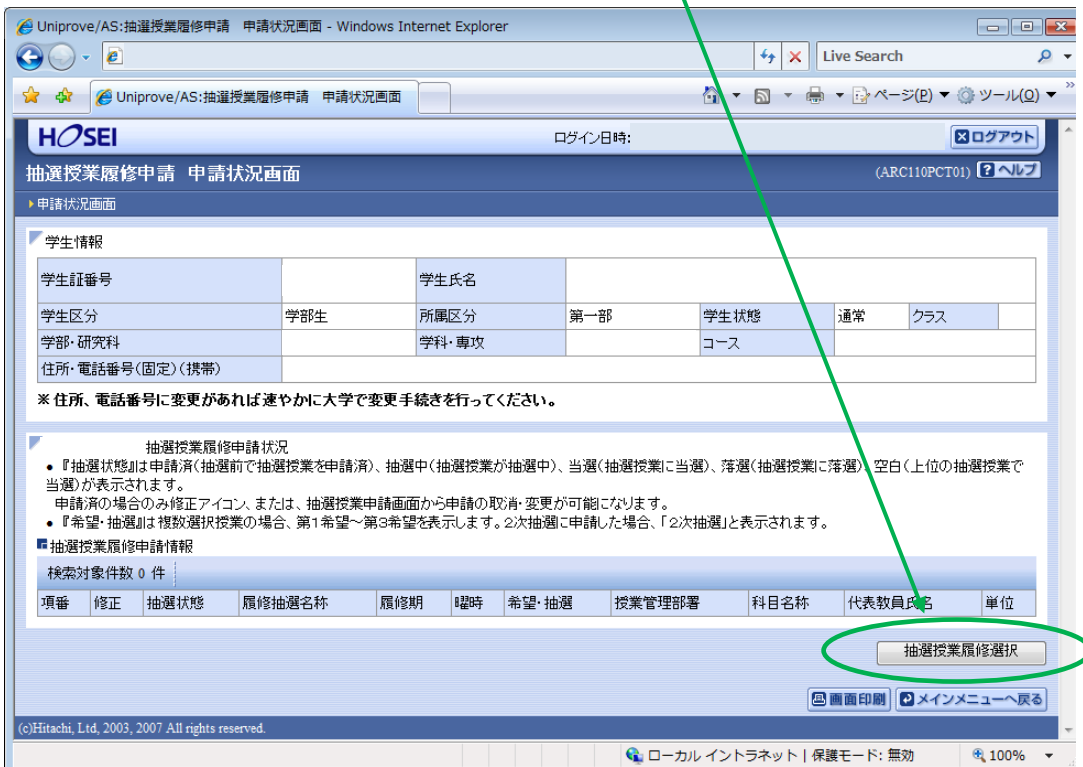 Uniprove/AS:抽選授業履修申請　申請状況画面 - Windows Internet Explorer
Live Search
Uniprove/AS:抽選授業履修申請　申請状況画面
ページ(P) ツール(O)
HOSEI ログイン日時: ログアウト
抽選授業履修申請 申請状況画面 (ARC110PCT01) ? ヘルプ
申請状況画面
学生情報
学生証番号 学生氏名
学生区分 学部生 所属区分 第一部 学生状態 通常 クラス
学部・研究科 学科・専攻 コース
住所・電話番号(固定)(携帯)
※住所、電話番号に変更があれば速やかに大学で変更手続きを行ってください。
抽選授業履修申請状況
● 『抽選状態』は申請済(抽選前で抽選授業を申請済)、抽選中(抽選授業が抽選中)、当選(抽選授業に当選)、落選(抽選授業に落選)、空白(上位の抽選授業で
当選)が表示されます。
申請済の場合のみ修正アイコン、または、抽選授業申請画面から申請の取消・変更が可能になります。
● 『希望・抽選』は複数選択授業の場合、第1希望～第3希望を表示します。2次抽選に申請した場合、「2次抽選」と表示されます。
抽選授業履修申請情報
検索対象件数 0 件
項番 修正 抽選状態 履修抽選名称 履修期 曜時 希望・抽選 授業管理部署 科目名称 代表教員氏名 単位
抽選授業履修選択
画面印刷 メインメニューへ戻る
(c)Hitachi, Ltd, 2003, 2007 All rights reserved.
ローカル イントラネット | 保護モード: 無効 100%